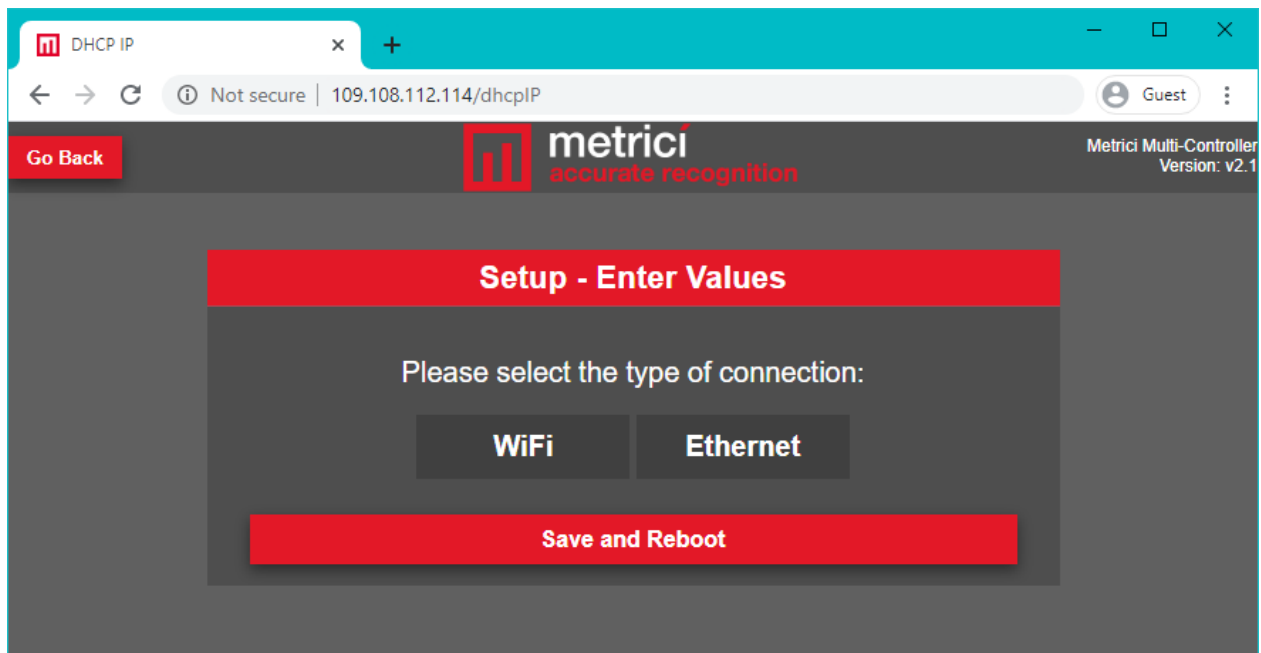 DHCP IP
Not secure | 109.108.112.114/dhcpIP
Guest
Go Back
metrici
accurate recognition
Metrici Multi-Controller
Version: v2.1
Setup - Enter Values
Please select the type of connection:
WiFi
Ethernet
Save and Reboot